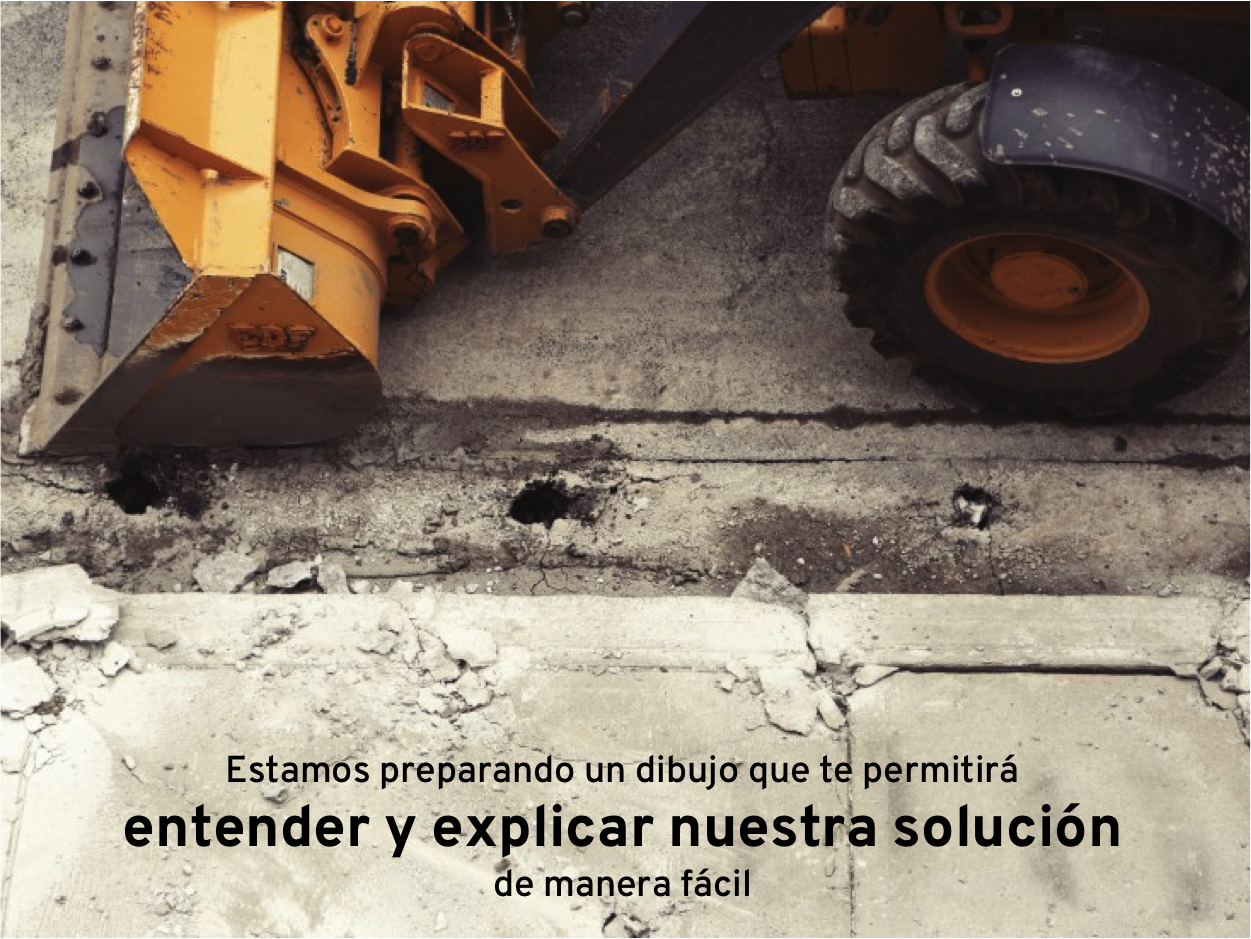 Estamos preparando un dibujo que te permitirá
entender y explicar nuestra solución
de manera fácil